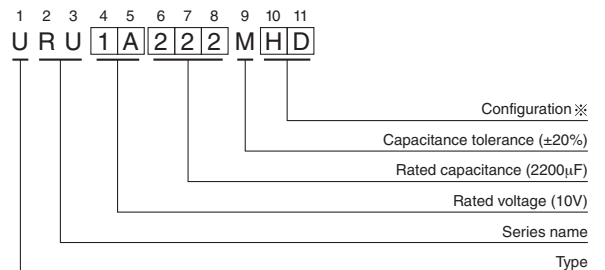 1 2 3 4 5 6 7 8 9 10 11
U R U 1 A 2 2 2 M H D
Configuration※
Capacitance tolerance (±20%)
Rated capacitance (2200µF)
Rated voltage (10V)
Series name
Type